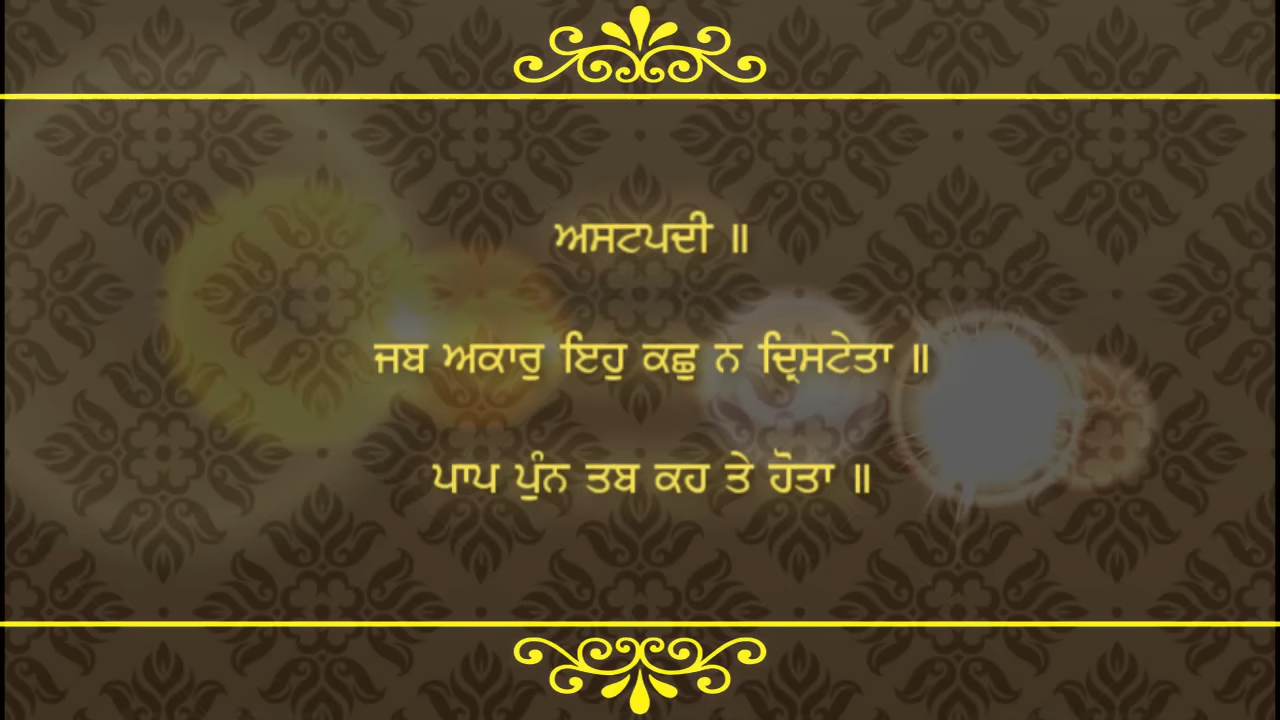 ਅਸਟਪਦੀ ॥
ਜਬ ਅਕਾਰੁ ਇਹੁ ਕਛੁ ਨ ਦ੍ਰਿਸਟੇਤਾ ॥
ਪਾਪ ਪੁੰਨ ਤਬ ਕਹ ਤੇ ਹੋਤਾ ॥